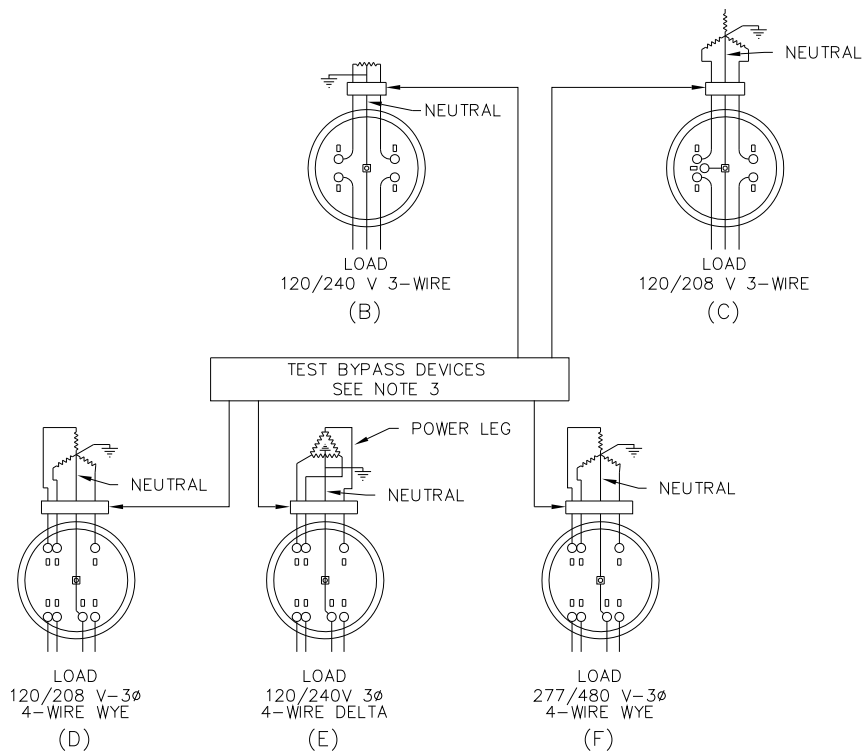 NEUTRAL
NEUTRAL
LOAD
120/240 V 3-WIRE
(B)
LOAD
120/208 V 3-WIRE
(C)
TEST BYPASS DEVICES
SEE NOTE 3
POWER LEG
NEUTRAL
NEUTRAL
NEUTRAL
LOAD
120/208 V-3ø
4-WIRE WYE
(D)
LOAD
120/240V 3ø
4-WIRE DELTA
(E)
LOAD
277/480 V-3ø
4-WIRE WYE
(F)